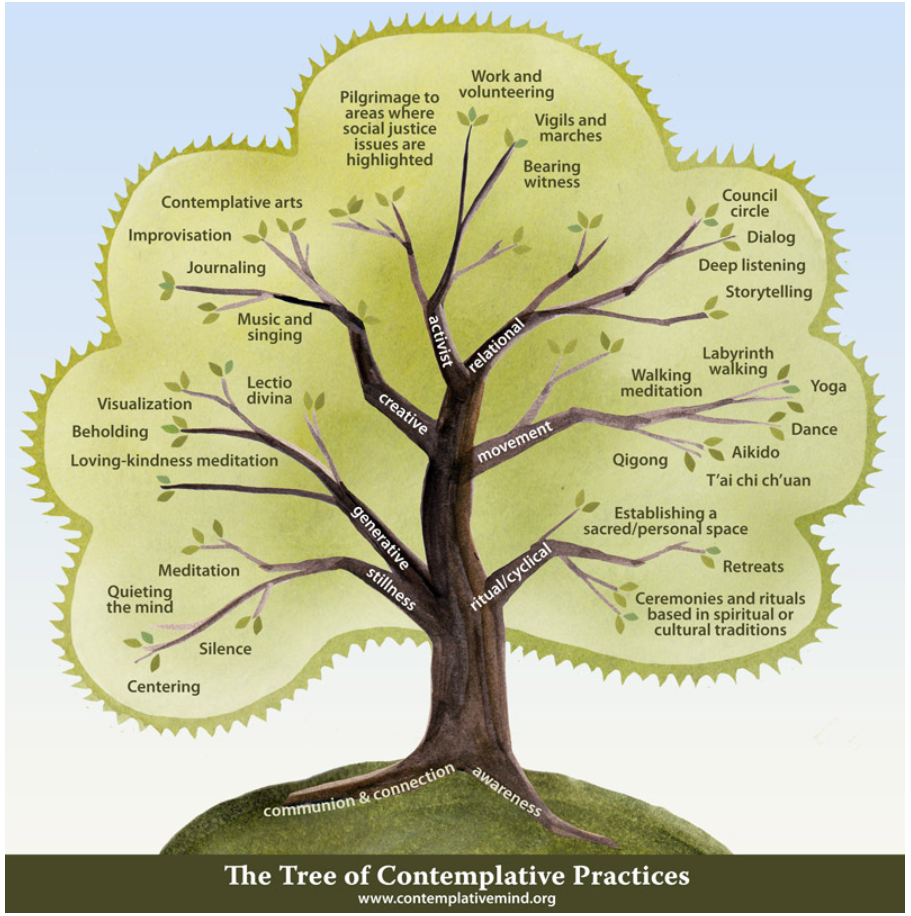 Work and
volunteering
Pilgrimage to
areas where
social justice
issues are
highlighted
Vigils and
marches
Bearing
witness
Contemplative arts
Improvisation
Journaling
Music and
singing
Council
circle
Dialog
Deep listening
Storytelling
activist
relational
Lectio
divina
Visualization
Beholding
Loving-kindness meditation
creative
movement
Labyrinth
walking
Walking
meditation
Yoga
Dance
Aikido
Qigong
T'ai chi ch'uan
generative
Meditation
Quieting
the mind
Silence
Centering
stillness
ritual/cyclical
Establishing a
sacred/personal space
Retreats
Ceremonies and rituals
based in spiritual or
cultural traditions
communion & connection
awareness
The Tree of Contemplative Practices
www.contemplativemind.org